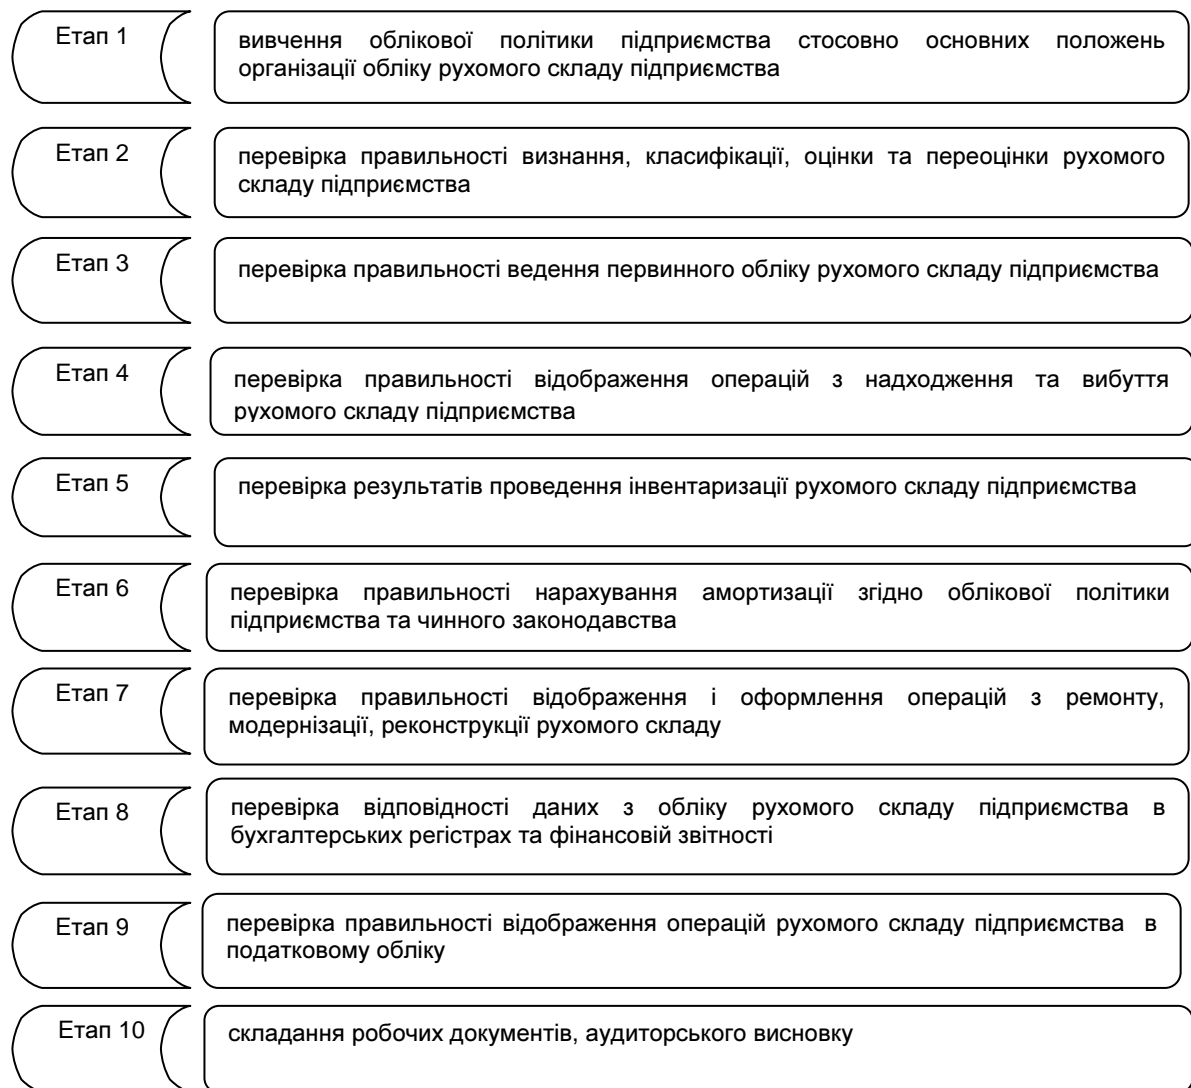 Етап 1
вивчення облікової політики підприємства стосовно основних положень
організації обліку рухомого складу підприємства
Етап 2
перевірка правильності визнання, класифікації, оцінки та переоцінки рухомого
складу підприємства
Етап 3
перевірка правильності ведення первинного обліку рухомого складу підприємства
Етап 4
перевірка правильності відображення операцій з надходження та вибуття
рухомого складу підприємства
Етап 5
перевірка результатів проведення інвентаризації рухомого складу підприємства
Етап 6
перевірка правильності нарахування амортизації згідно облікової політики
підприємства та чинного законодавства
Етап 7
перевірка правильності відображення і оформлення операцій з ремонту,
модернізації, реконструкції рухомого складу
Етап 8
перевірка відповідності даних з обліку рухомого складу підприємства в
бухгалтерських регістрах та фінансовій звітності
Етап 9
перевірка правильності відображення операцій рухомого складу підприємства в
податковому обліку
Етап 10
складання робочих документів, аудиторського висновку